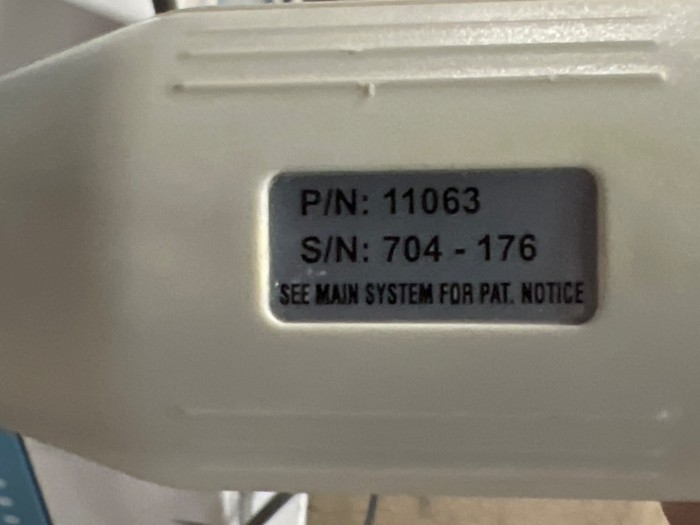 P/N: 11063
S/N: 704 - 176
SEE MAIN SYSTEM FOR PAT. NOTICE